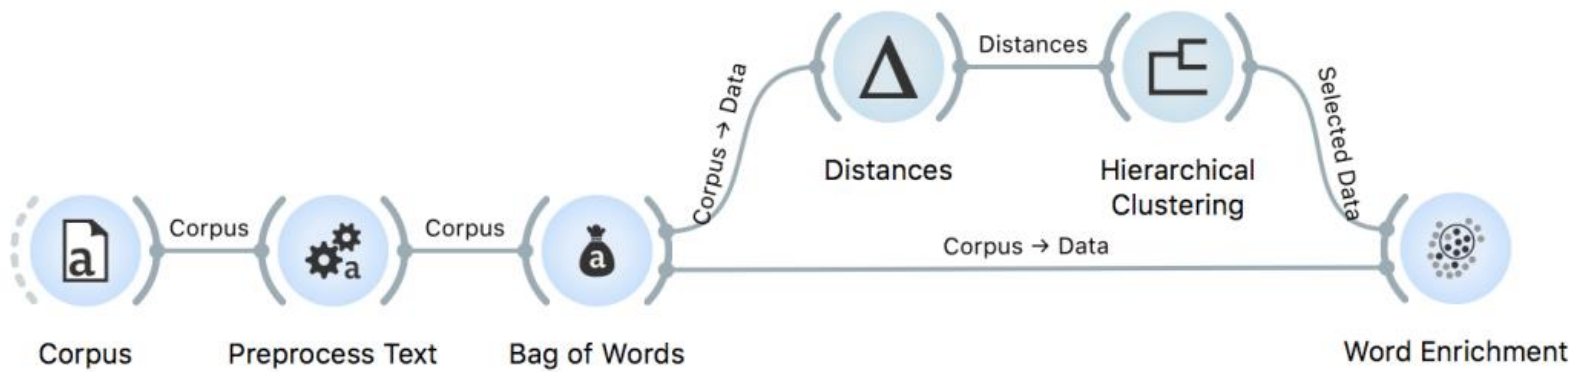 Distances
Corpus → Data
Selected Data
Distances
Hierarchical
Clustering
Corpus
Corpus
Corpus → Data
a
a
a
Corpus
Preprocess Text
Bag of Words
Word Enrichment